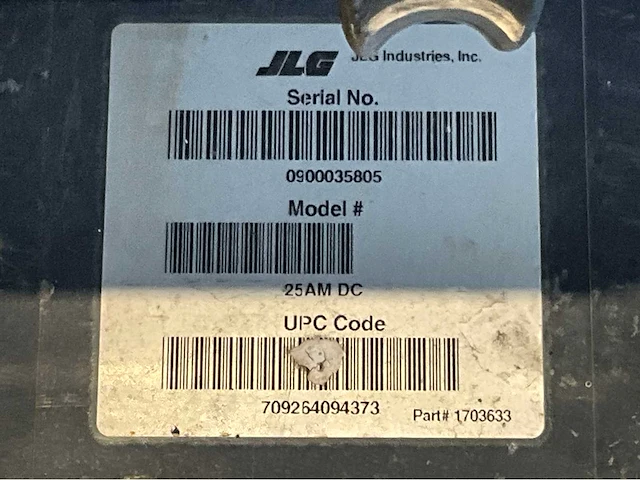 JLG JLG Industries, Inc.
Serial No.
0900035805
Model #
25AM DC
UPC Code
709264094373
Part# 1703633